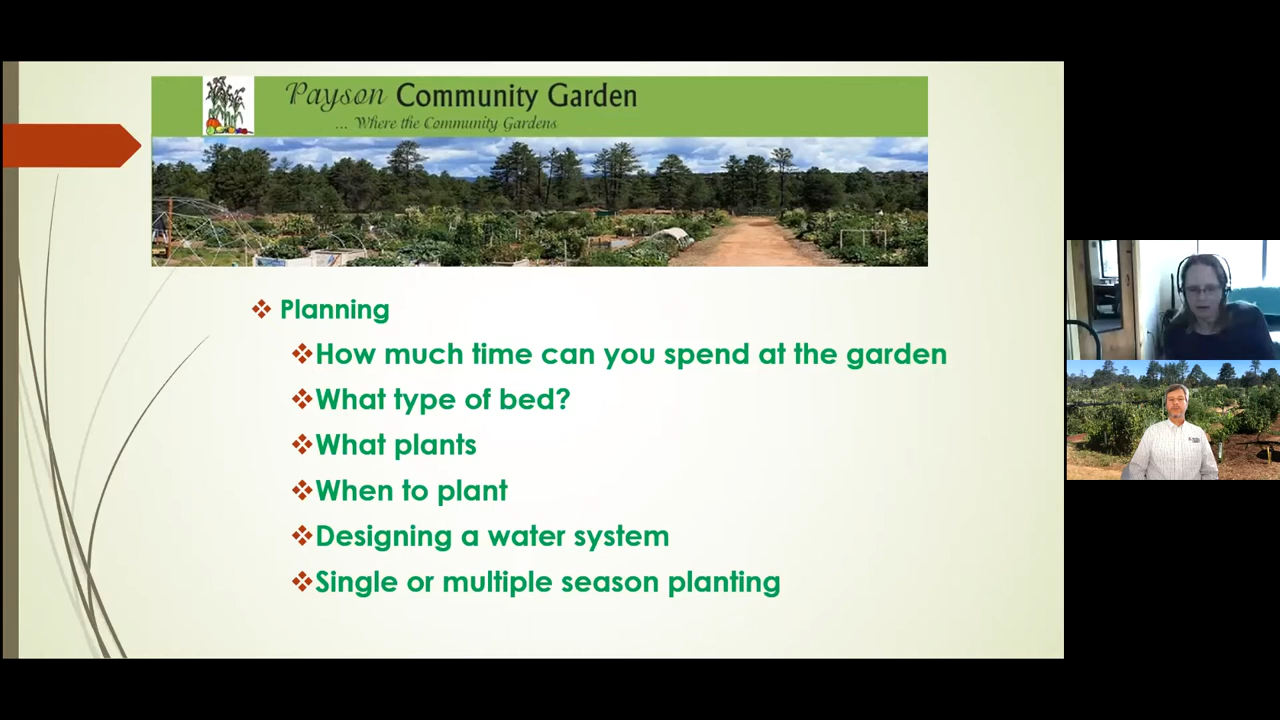 Payson Community Garden
... Where the Community Gardens
Planning
How much time can you spend at the garden
What type of bed?
What plants
When to plant
Designing a water system
Single or multiple season planting